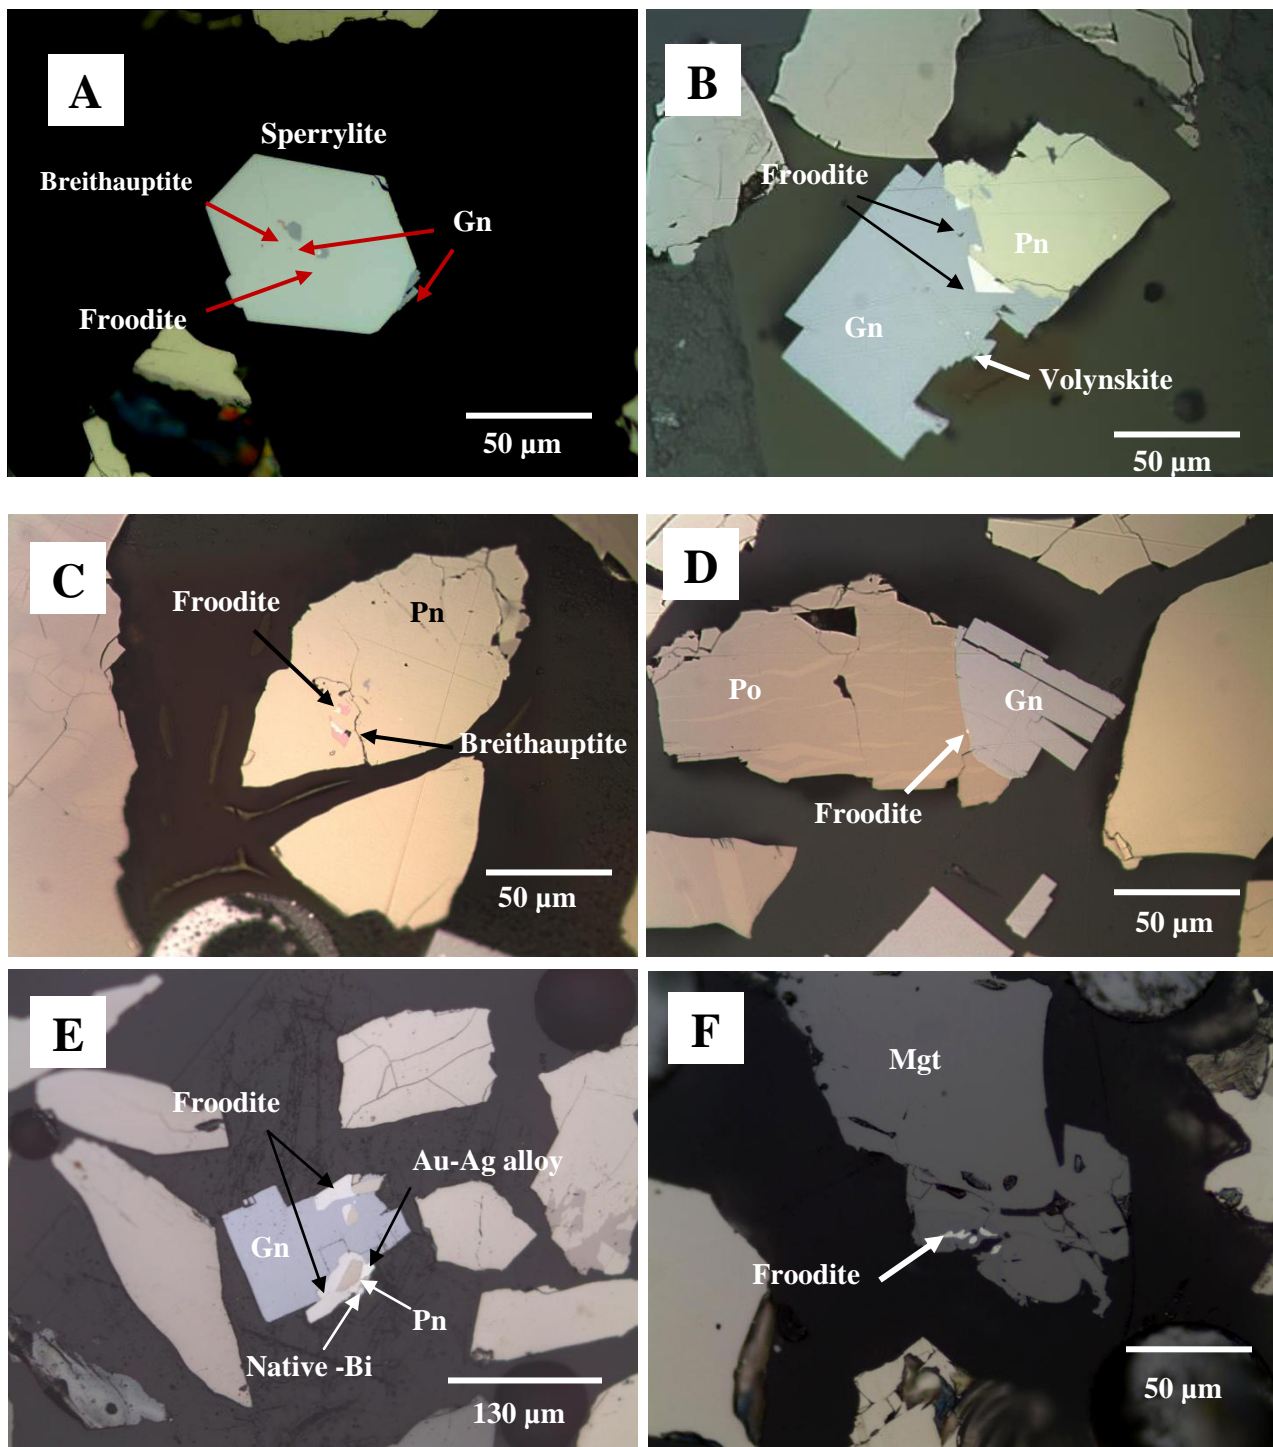 A
Sperrylite
Breithauptite
Gn
Froodite
50 µm
B
Froodite
Pn
Gn
Volynskite
50 µm
C
Froodite
Pn
Breithauptite
50 µm
D
Po
Gn
Froodite
50 µm
E
Froodite
Au-Ag alloy
Gn
Pn
Native -Bi
130 µm
F
Mgt
Froodite
50 µm